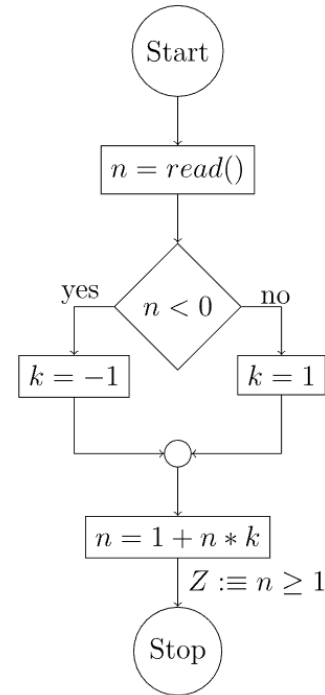 Start
n = read()
yes
n < 0
no
k = −1
k = 1
n = 1 + n ∗ k
Z :≡ n ≥ 1
Stop